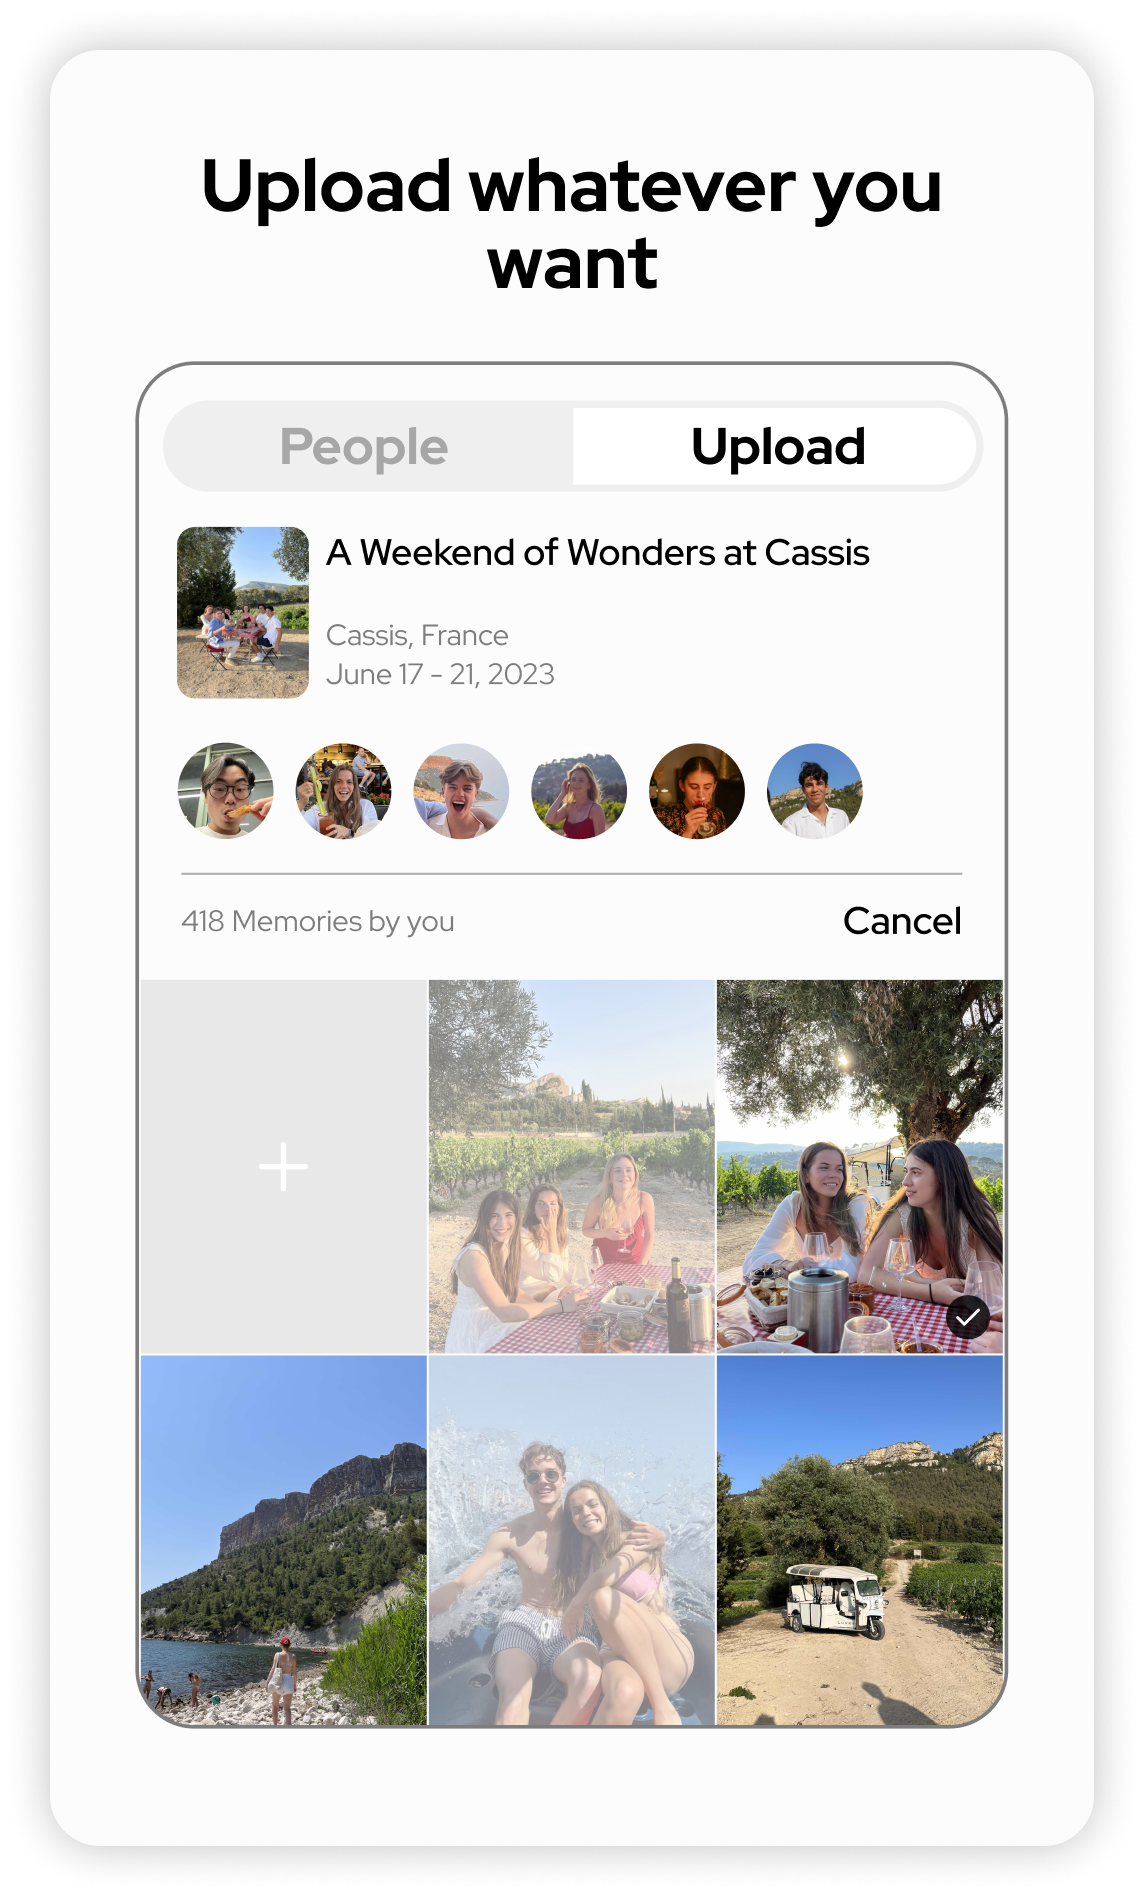 Upload whatever you
want
People
Upload
A Weekend of Wonders at Cassis
Cassis, France
June 17 - 21, 2023
418 Memories by you
Cancel